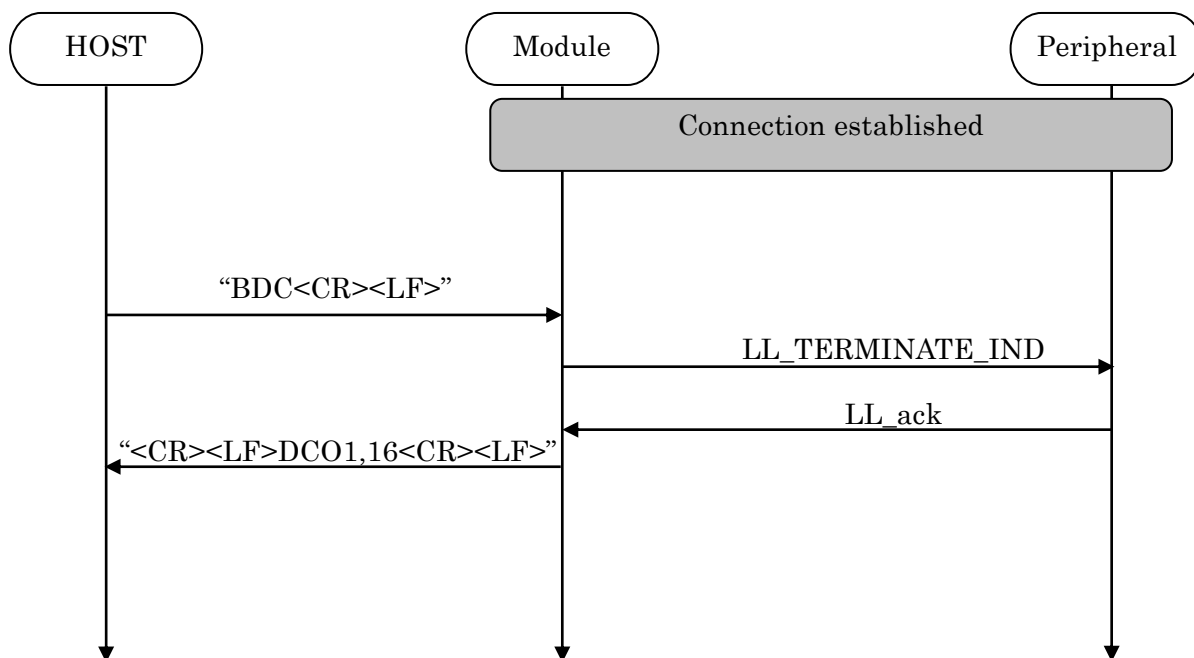 HOST
Module
Peripheral
Connection established
“BDC<CR><LF>”
LL_TERMINATE_IND
LL_ack
“<CR><LF>DCO1,16<CR><LF>”